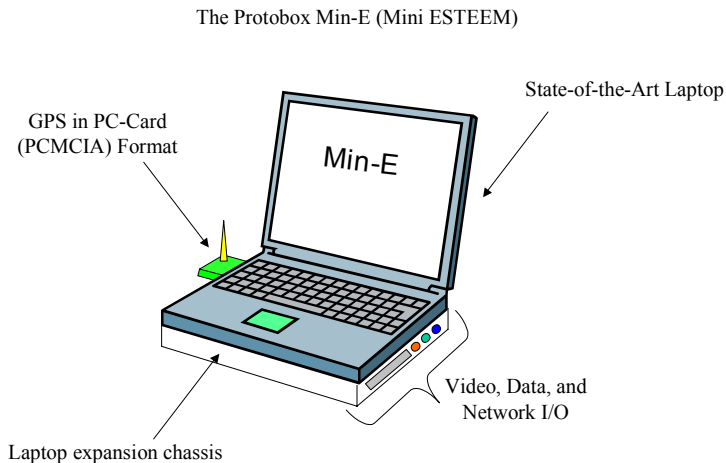 The Protobox Min-E (Mini ESTEEM)
State-of-the-Art Laptop
GPS in PC-Card
(PCMCIA) Format
Min-E
Video, Data, and
Network I/O
Laptop expansion chassis